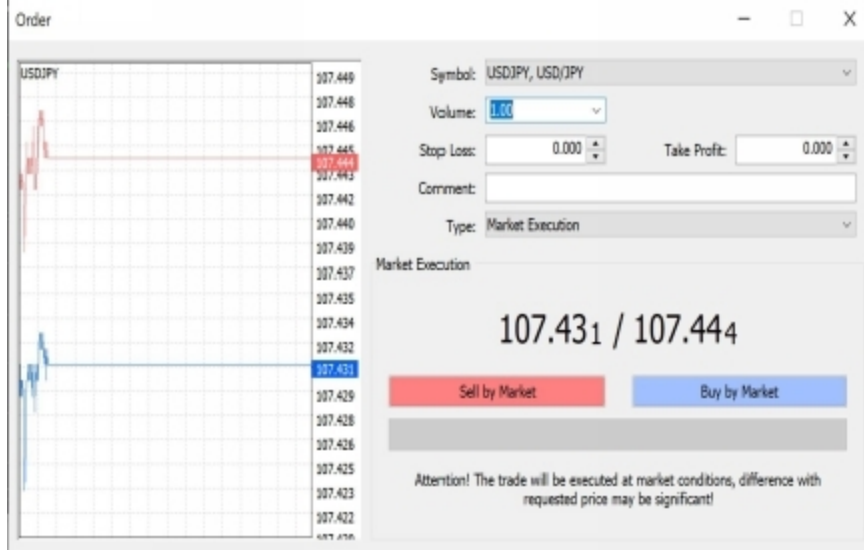 Order
USDJPY
107.449
107.448
107.446
107.445
107.444
107.443
107.442
107.440
107.439
107.437
107.435
107.434
107.432
107.431
107.429
107.428
107.426
107.425
107.423
107.422
Symbol: USDJPY, USD/JPY
Volume: 1.00
Stop Loss: 0.000 Take Profit: 0.000
Comment:
Type: Market Execution
Market Execution
107.431 / 107.444
Sell by Market Buy by Market
Attention! The trade will be executed at market conditions, difference with
requested price may be significant!